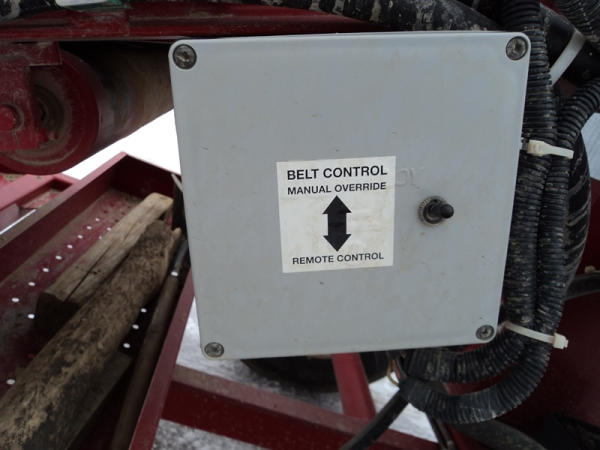 BELT CONTROL
MANUAL OVERRIDE
REMOTE CONTROL